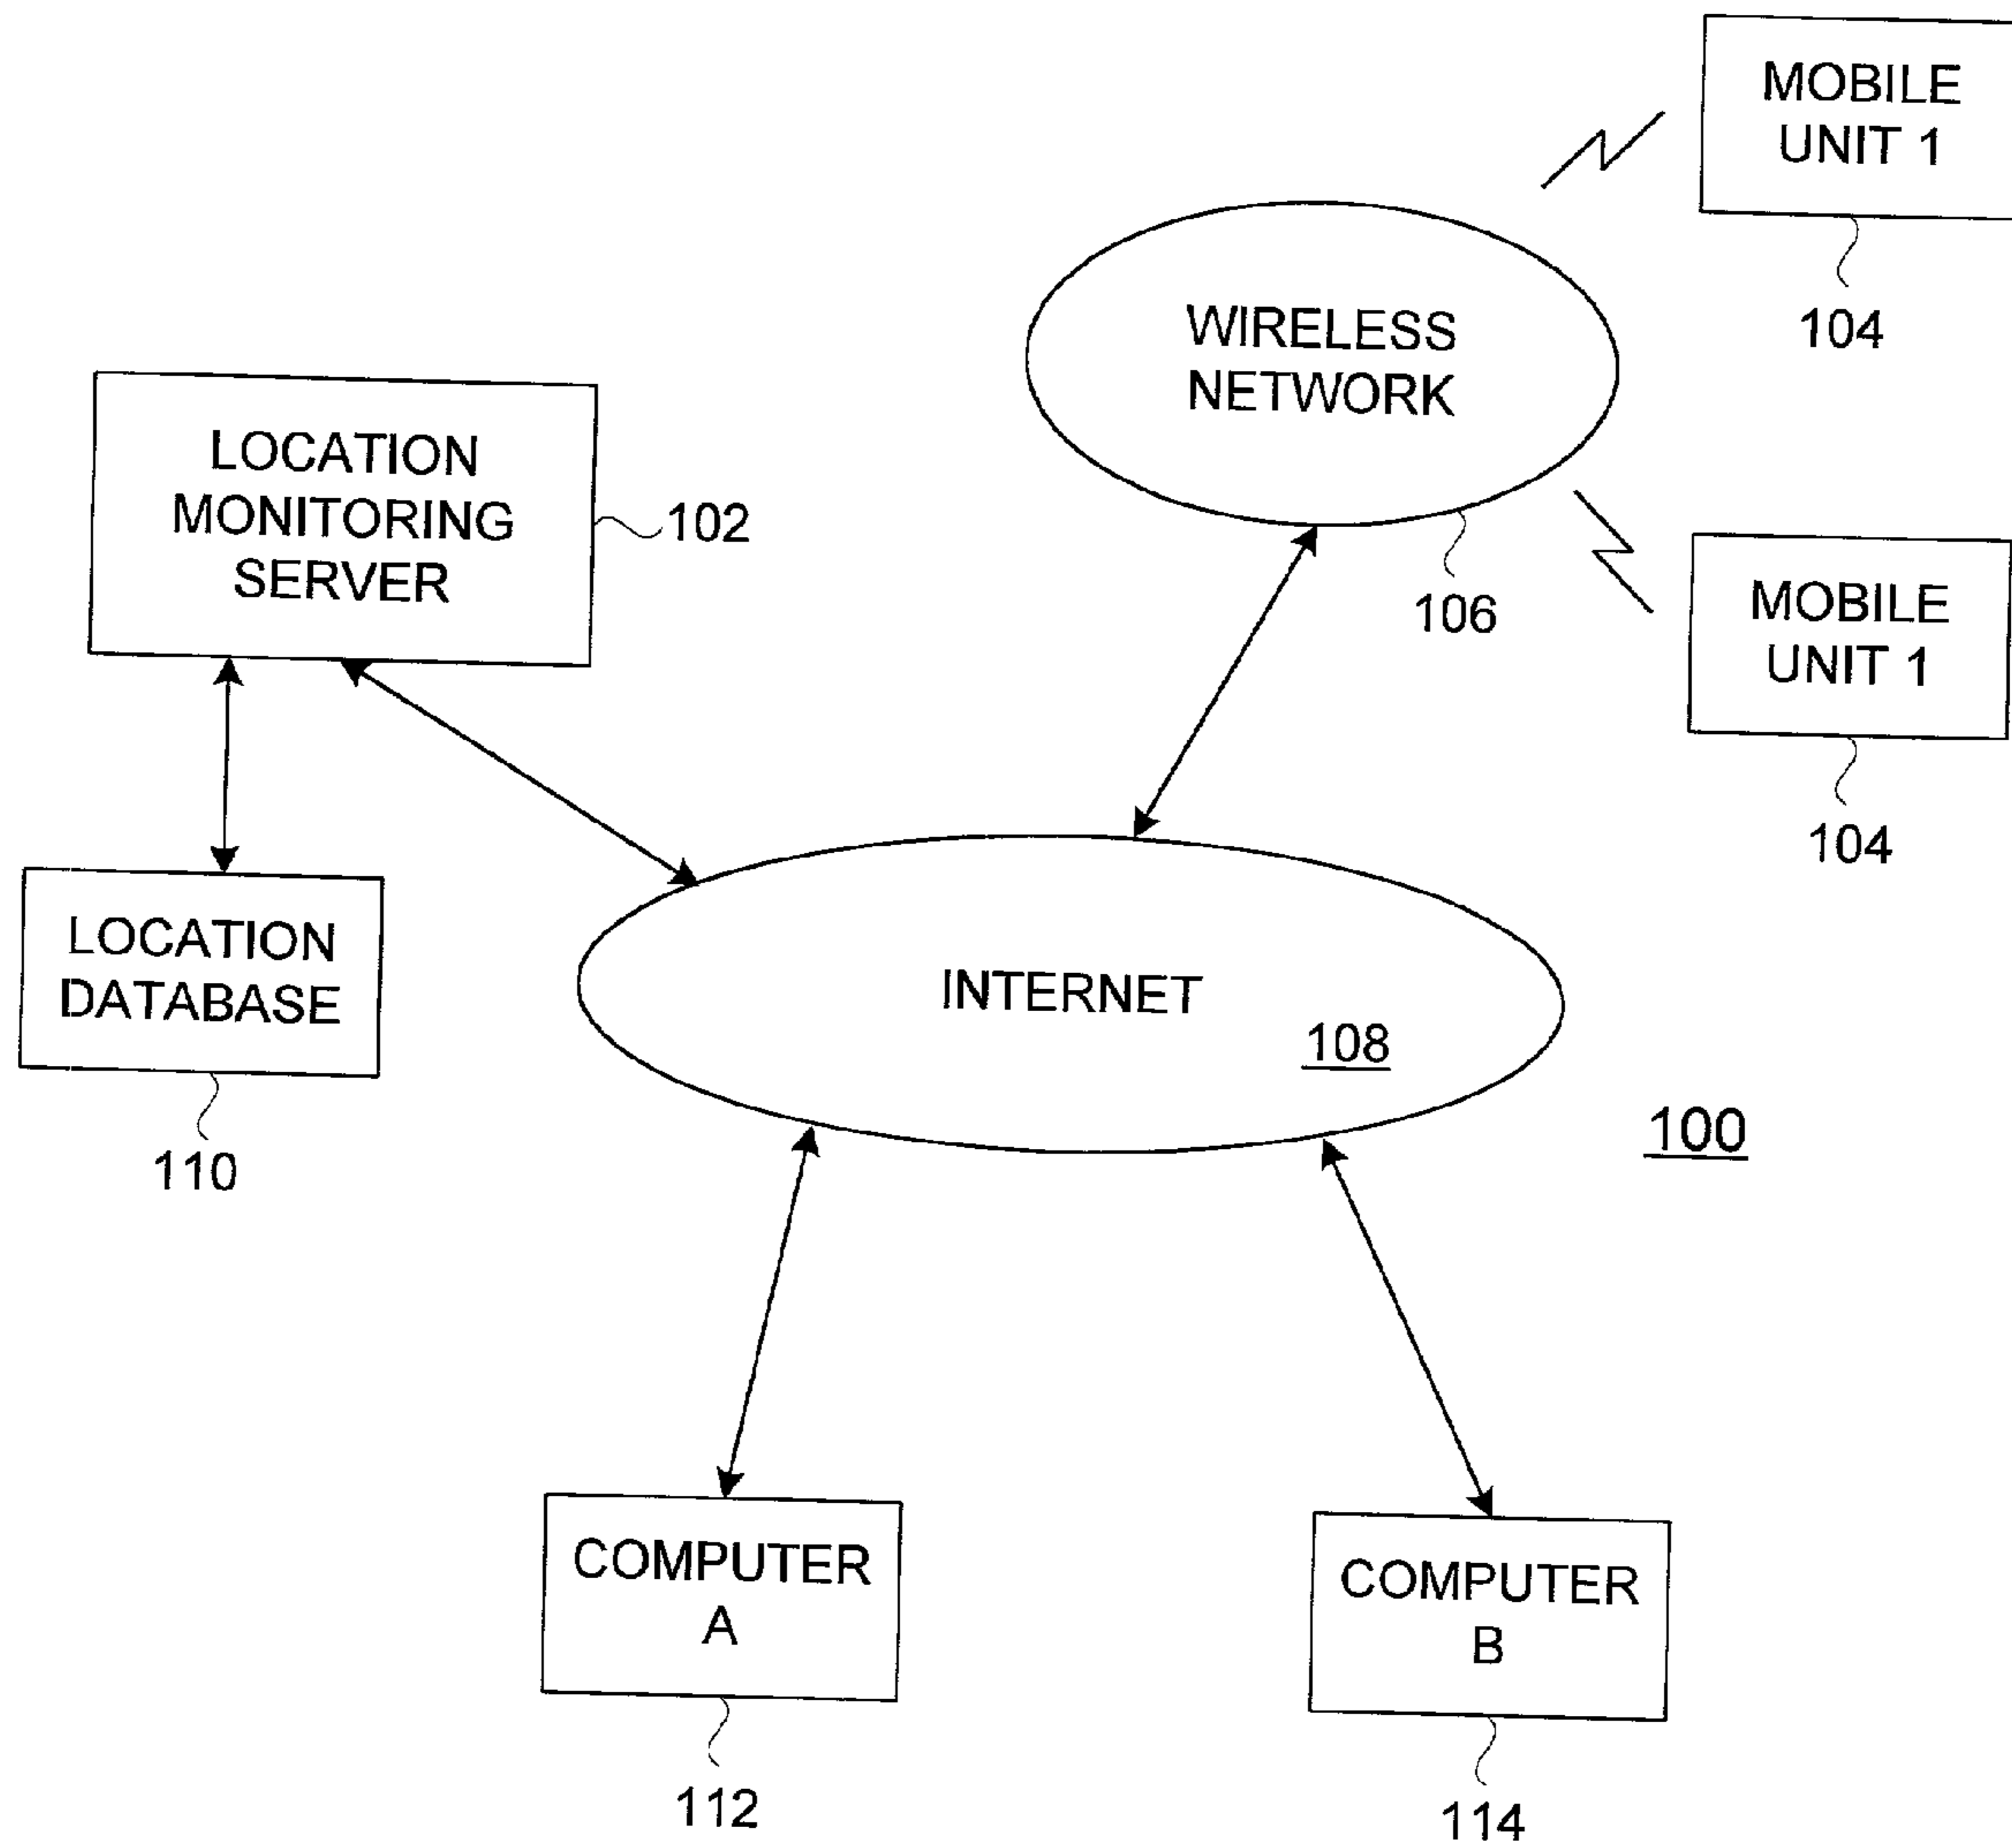 MOBILE
UNIT 1
104
WIRELESS
NETWORK
106
LOCATION
MONITORING
SERVER
102
MOBILE
UNIT 1
104
LOCATION
DATABASE
110
INTERNET
108
100
COMPUTER
A
112
COMPUTER
B
114